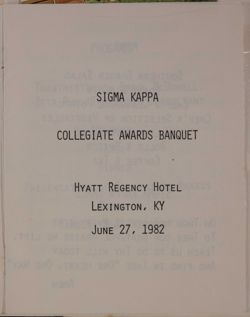 SIGMA KAPPA
COLLEGIATE AWARDS BANQUET
HYATT REGENCY HOTEL
LEXINGTON, KY
JUNE 27, 1982